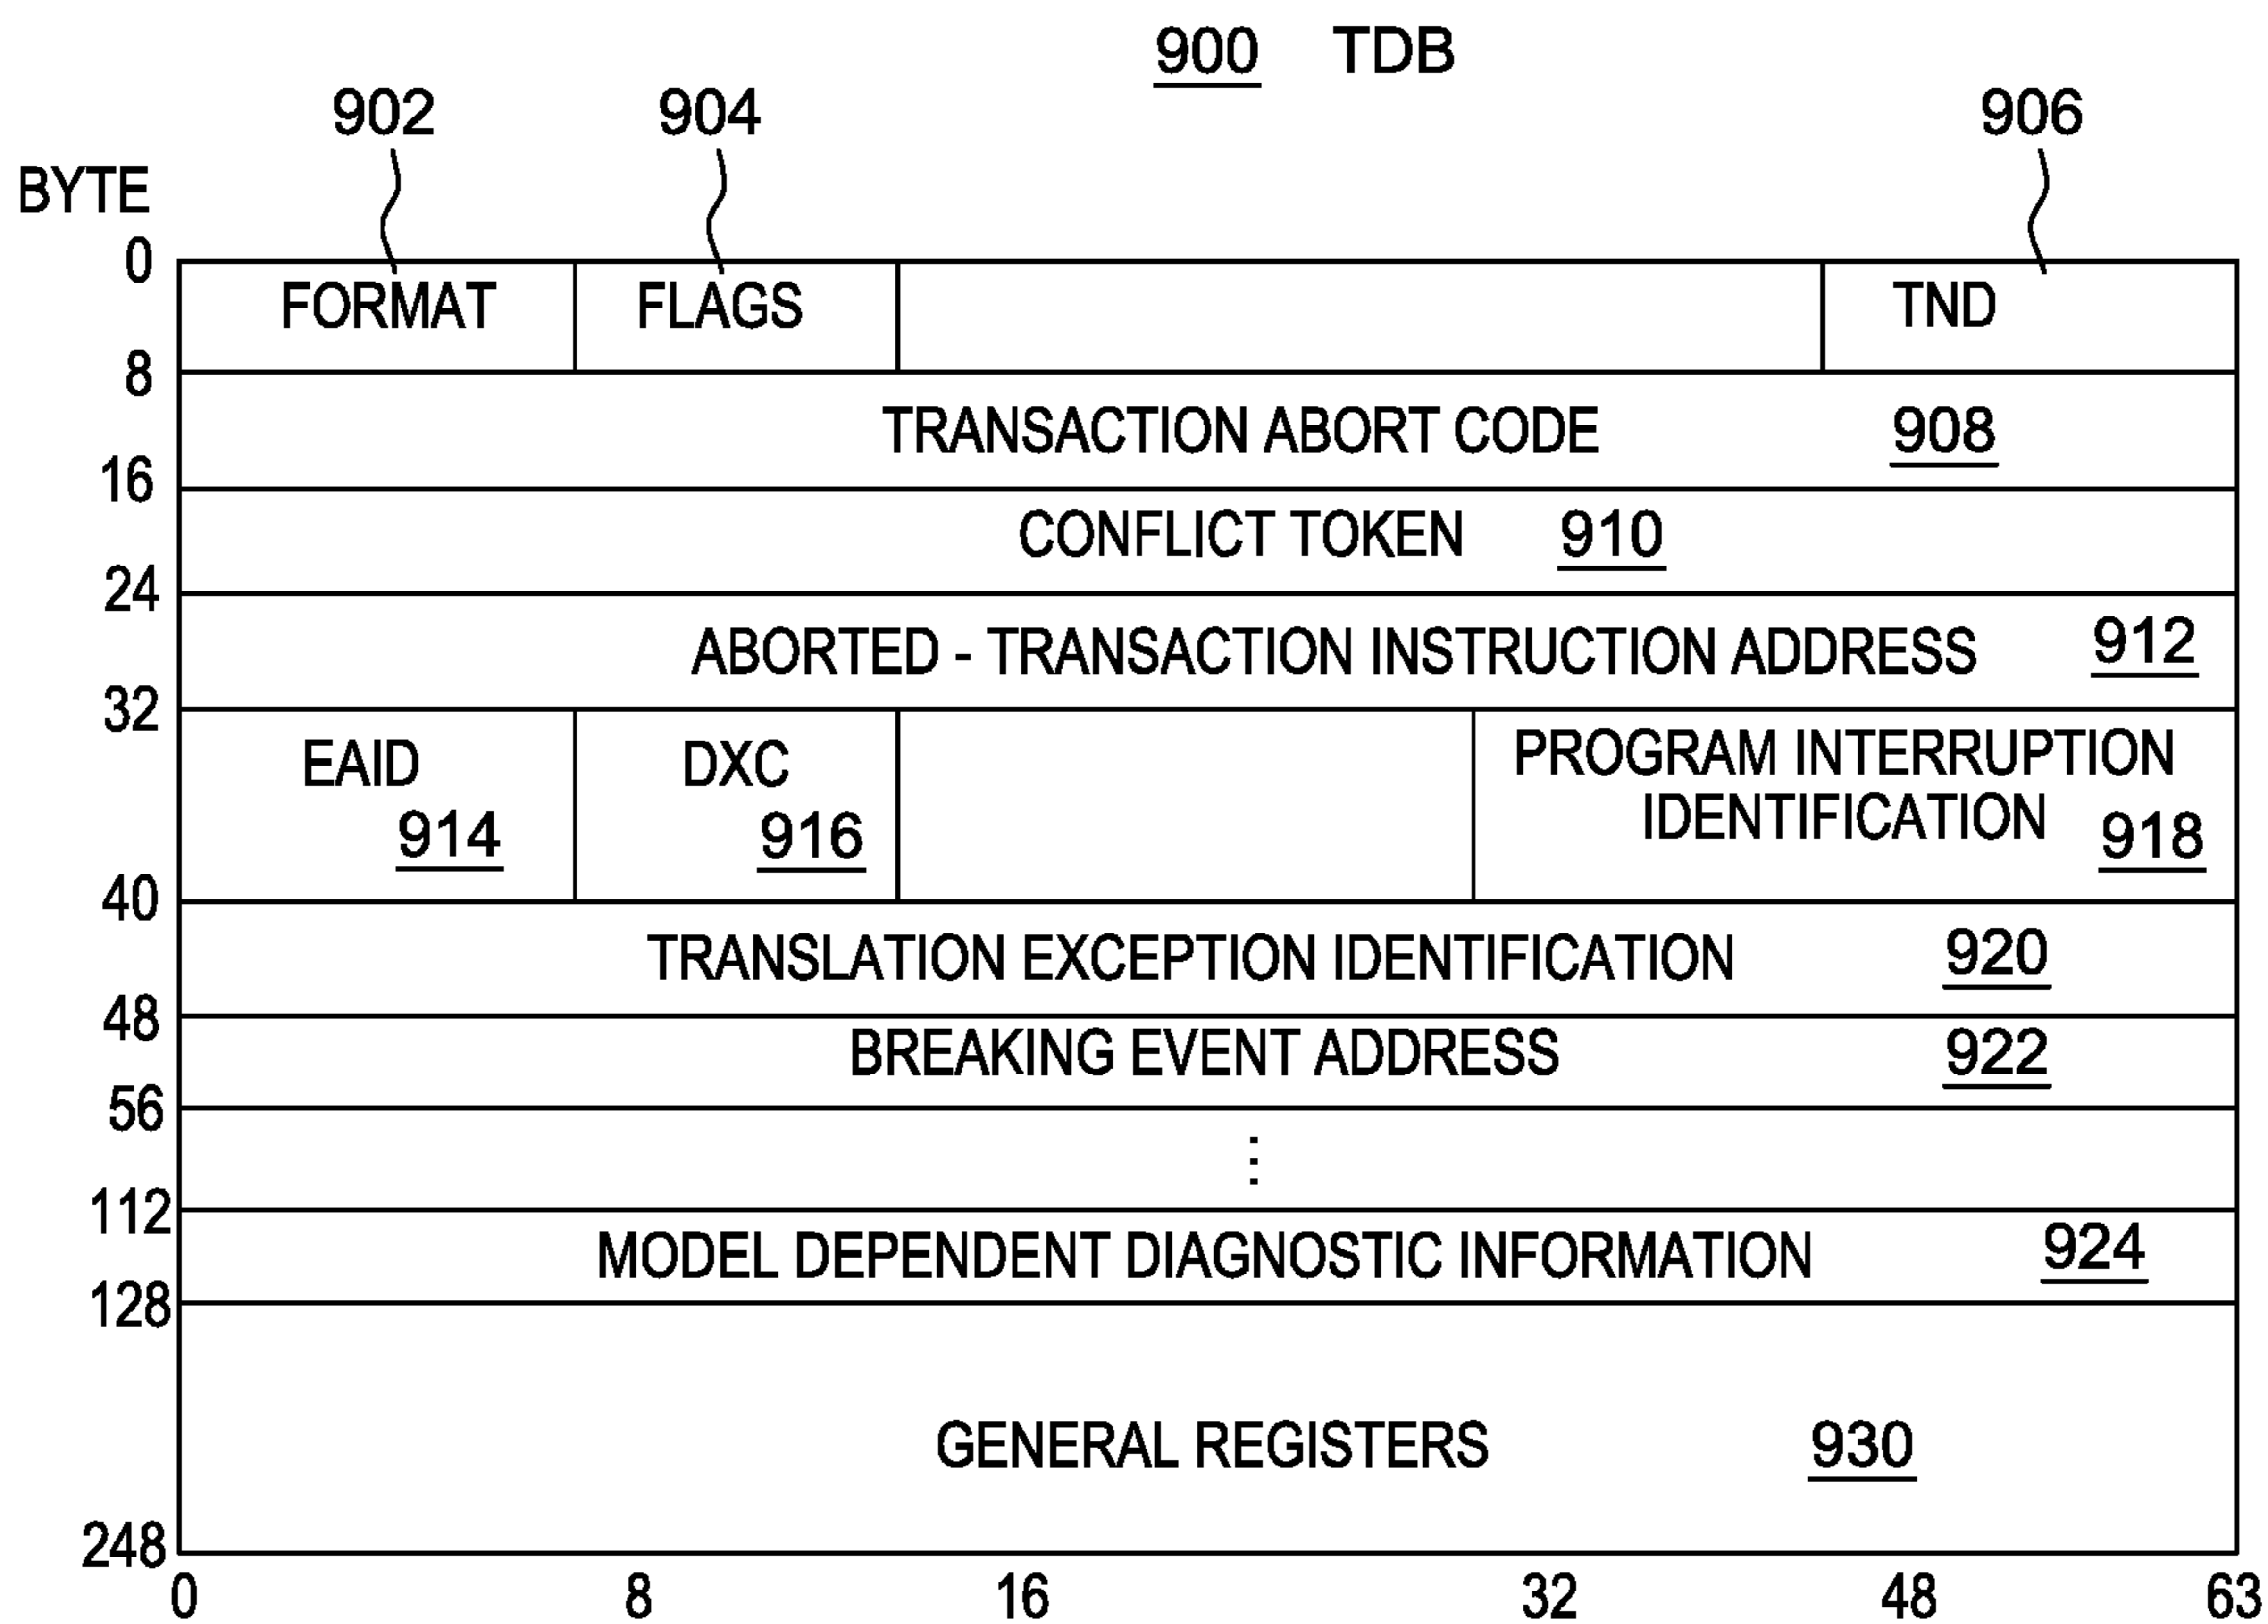 900 TDB
902 904 906
BYTE
0
FORMAT FLAGS TND
8
TRANSACTION ABORT CODE 908
16
CONFLICT TOKEN 910
24
ABORTED - TRANSACTION INSTRUCTION ADDRESS 912
32
EAID DXC PROGRAM INTERRUPTION
IDENTIFICATION
914 916 918
40
TRANSLATION EXCEPTION IDENTIFICATION 920
48
BREAKING EVENT ADDRESS 922
56
⋮
112
MODEL DEPENDENT DIAGNOSTIC INFORMATION 924
128
GENERAL REGISTERS 930
248
0 8 16 32 48 63